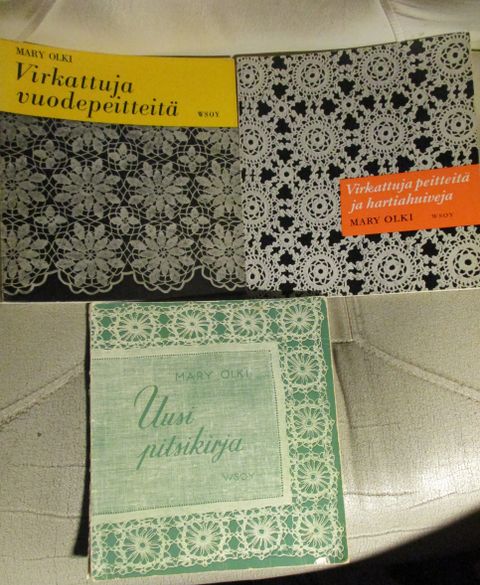 MARY OLKI
Virkattuja
vuodepeitteitä
WSOY
Virkattuja peitteitä
ja hartiahuiveja
MARY OLKI WSOY
MARY OLKI
Uusi
pitsikirja
WSOY